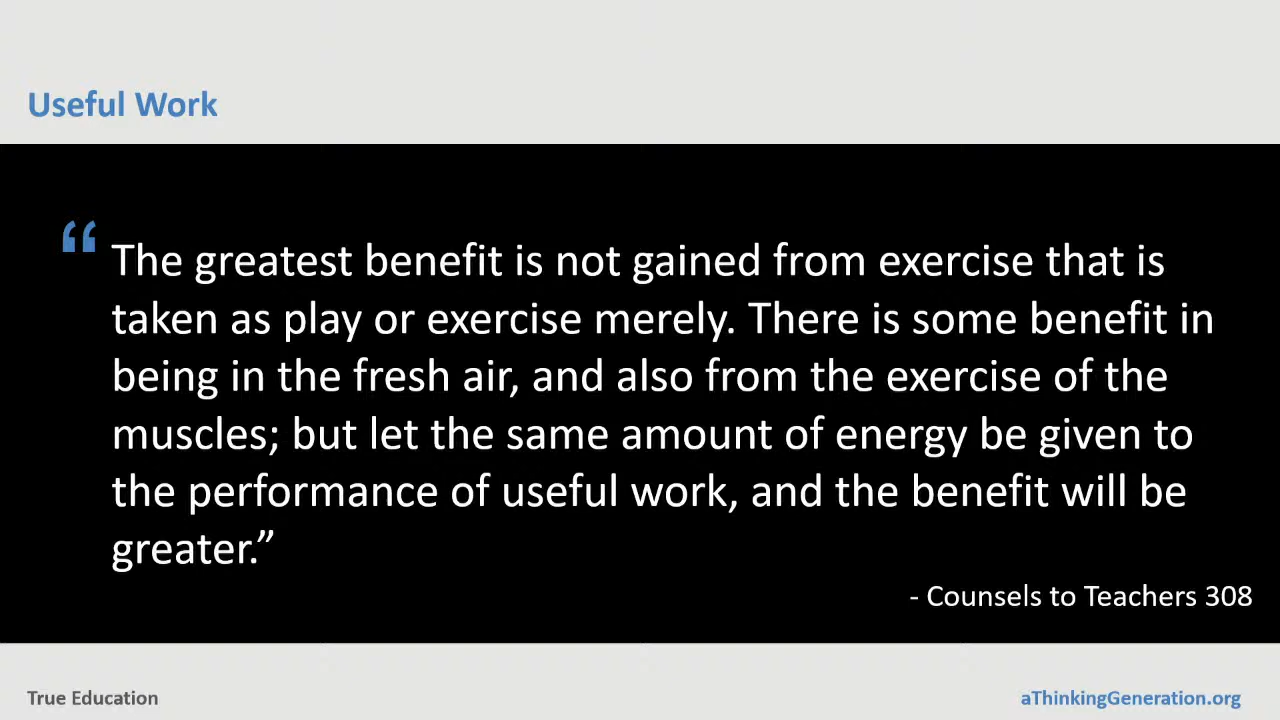 Useful Work
“The greatest benefit is not gained from exercise that is
taken as play or exercise merely. There is some benefit in
being in the fresh air, and also from the exercise of the
muscles; but let the same amount of energy be given to
the performance of useful work, and the benefit will be
greater.”
- Counsels to Teachers 308
True Education
aThinkingGeneration.org